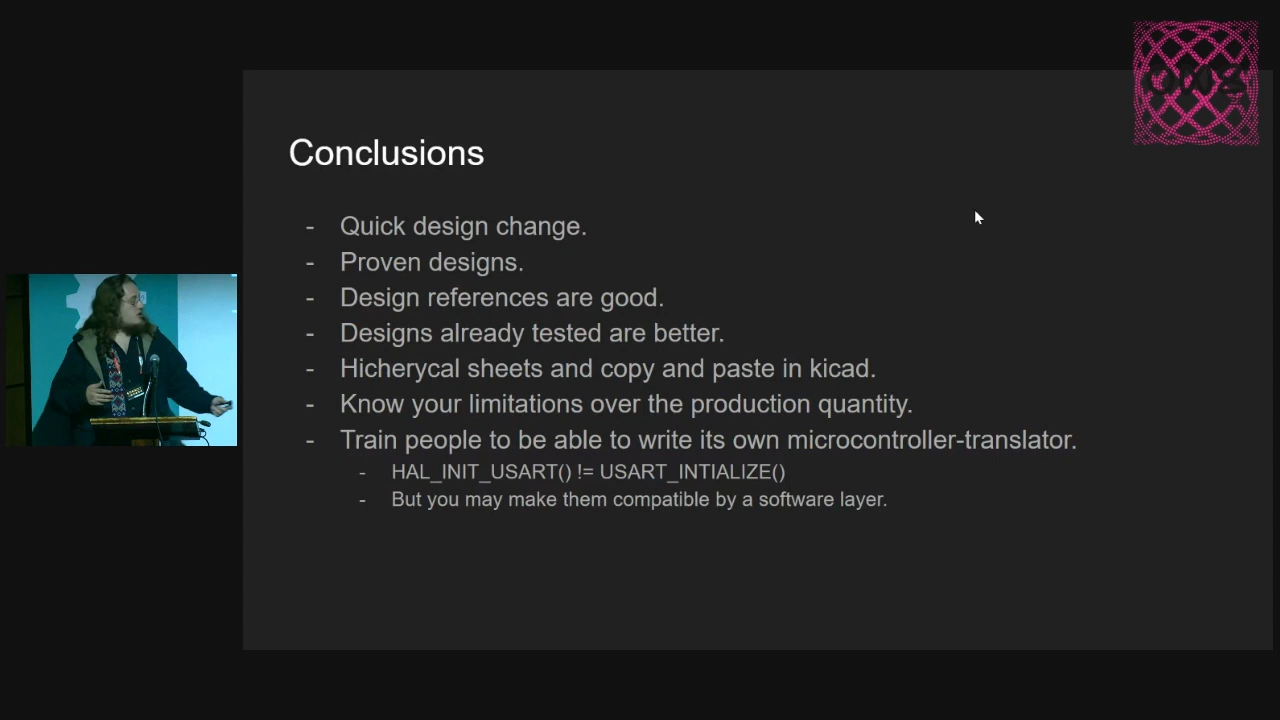 Conclusions
- Quick design change.
- Proven designs.
- Design references are good.
- Designs already tested are better.
- Hicherycal sheets and copy and paste in kicad.
- Know your limitations over the production quantity.
- Train people to be able to write its own microcontroller-translator.
- HAL_INIT_USART() != USART_INTIALIZE()
- But you may make them compatible by a software layer.